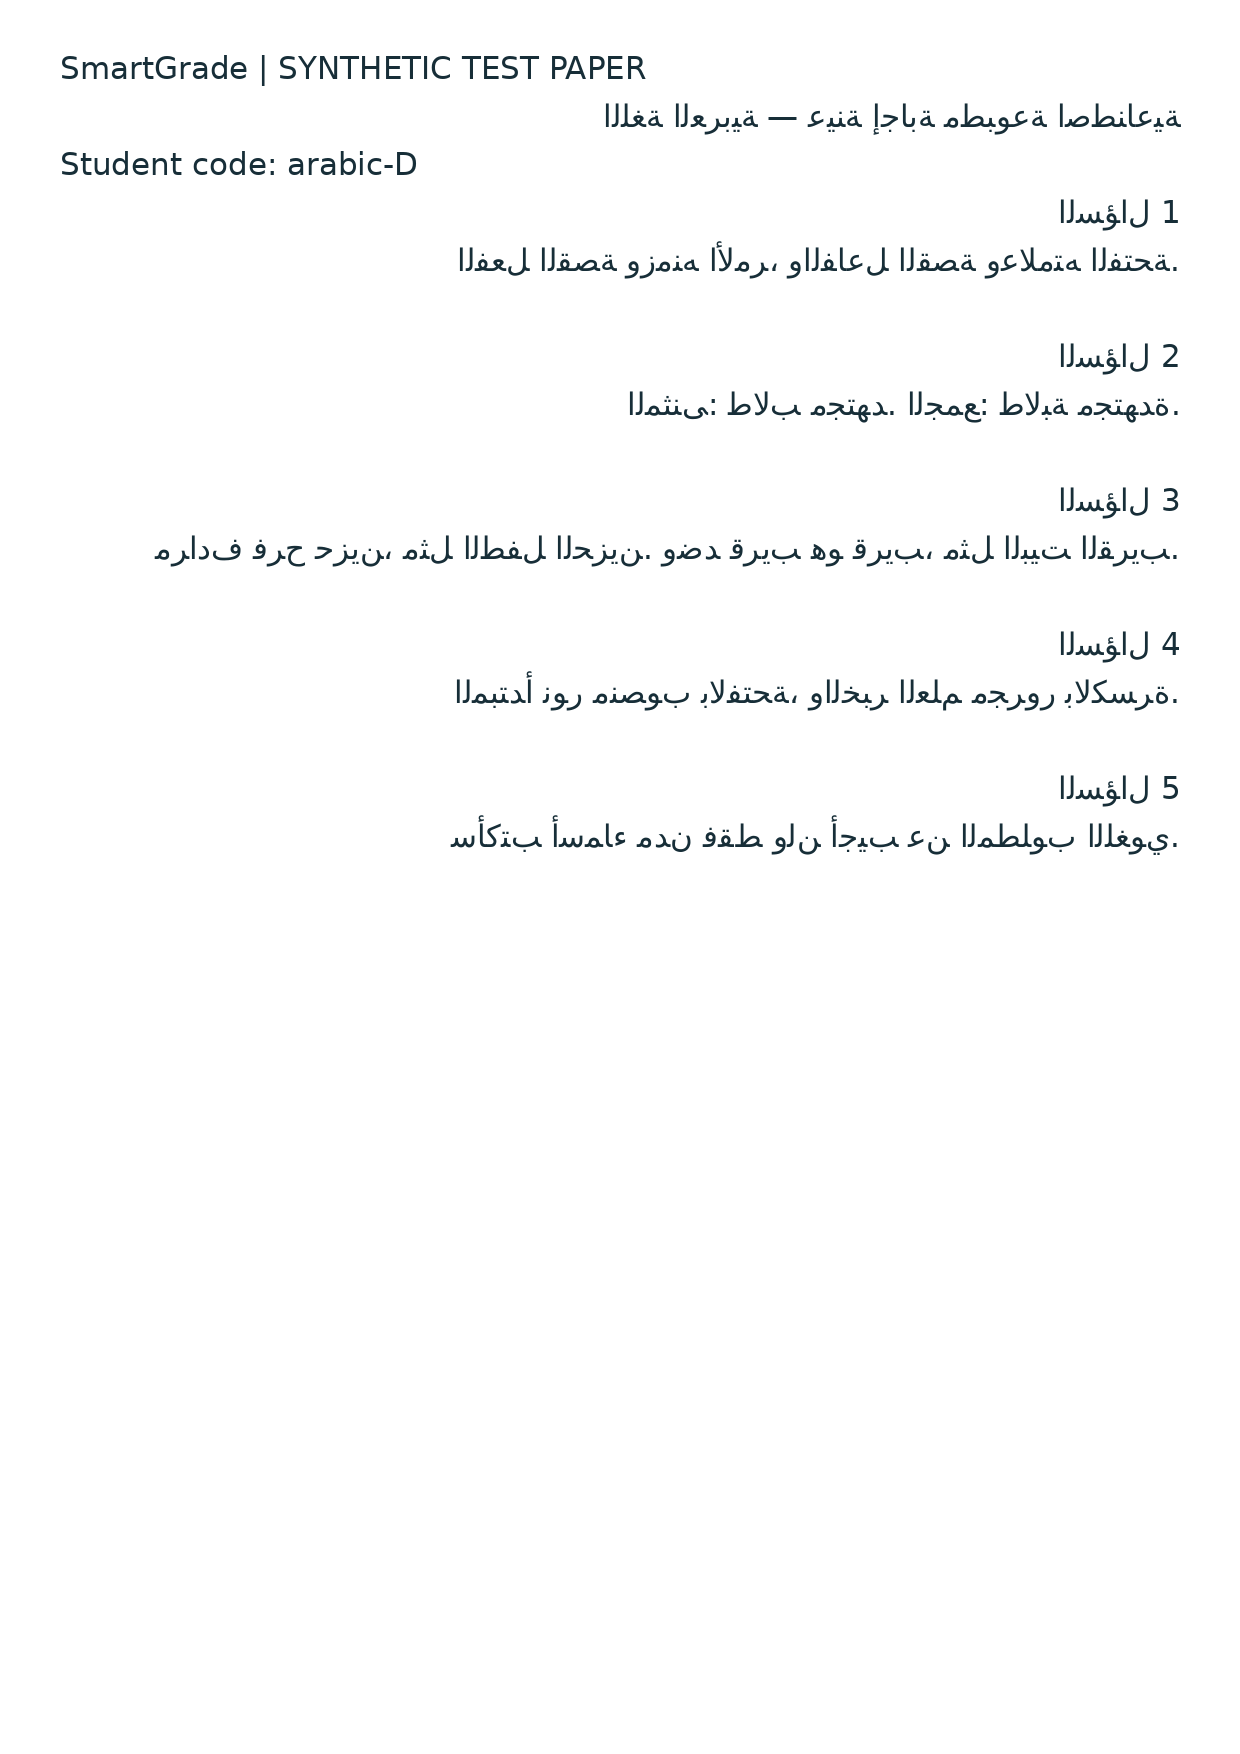 SmartGrade | SYNTHETIC TEST PAPER
اللغة العربية — عينة إجابة مطبوعة اصطناعية
Student code: arabic-D
السؤال 1
الفعل القصة وزمنه الأمر، والفاعل القصة وعلامته الفتحة.
السؤال 2
المثنى: طلاب مجتهد. الجمع: طالبة مجتهدة.
السؤال 3
مرادف فرح حزين، مثل الطفل الحزين. وضد قريب هو قريب، مثل البيت القريب.
السؤال 4
المبتدأ نور منصوب بالفتحة، والخبر العلم مجرور بالكسرة.
السؤال 5
سأكتب أسماء مدن فقط ولن أجيب عن المطلوب اللغوي.